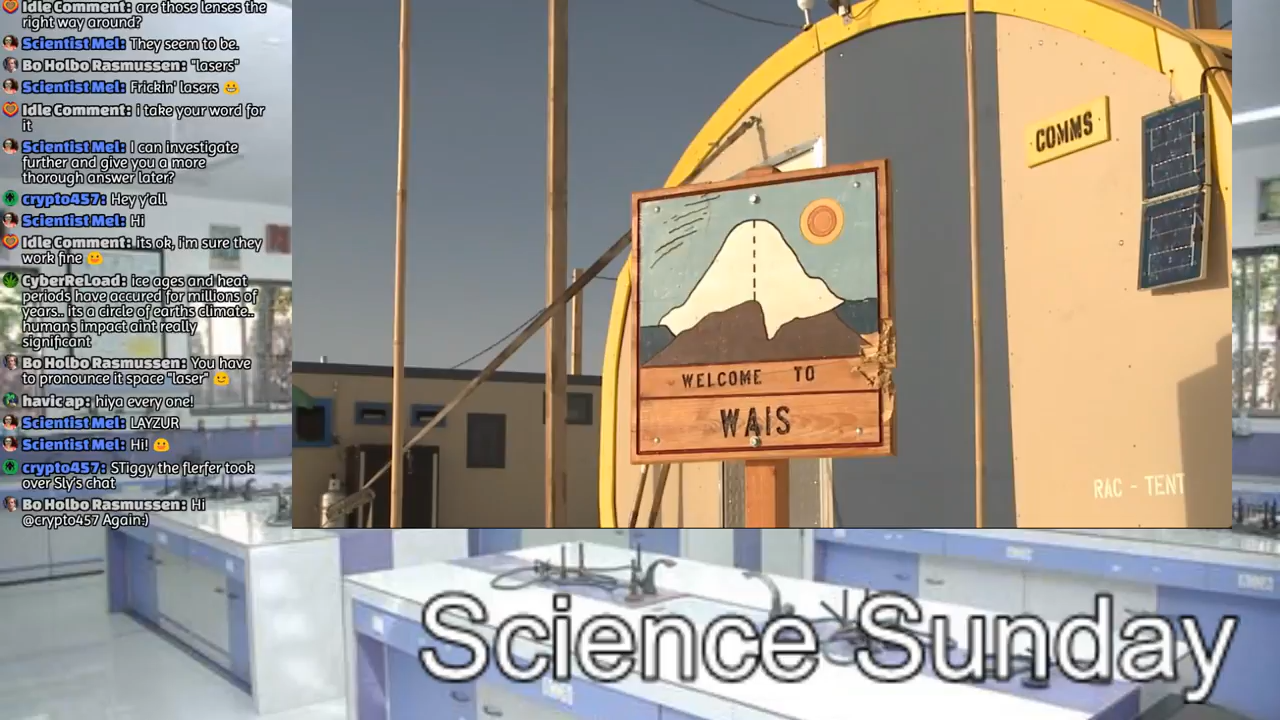 Idle Comment: are those lenses the
right way around?
Scientist Mel: They seem to be.
Bo Holbo Rasmussen: "lasers"
Scientist Mel: Frickin' lasers 😀
Idle Comment: i take your word for
it
Scientist Mel: I can investigate
further and give you a more
thorough answer later?
crypto457: Hey y'all
Scientist Mel: Hi
Idle Comment: its ok, i'm sure they
work fine 🙂
CyberReLoad: ice ages and heat
periods have accured for millions of
years.. its a circle of earths climate..
humans impact aint really
significant
Bo Holbo Rasmussen: You have
to pronounce it space "laser" 😉
havic ap: hiya every one!
Scientist Mel: LAYZUR
Scientist Mel: Hi! 🙂
crypto457: STiggy the flerfer took
over Sly's chat
Bo Holbo Rasmussen: Hi
@crypto457 Again:)
COMMS
WELCOME TO
WAIS
RAC - TENT
Science Sunday